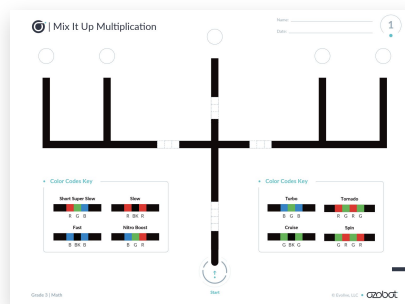 | Mix It Up Multiplication
Name:
Date:
1
Color Codes Key
Short Super Slow
Slow
R G B
R BK R
Fast
Nitro Boost
B BK B
B G R
Color Codes Key
Turbo
Tornado
B G B
R G R G
Cruise
Spin
G BK G
G R G R
Start
Grade 3 | Math
© Evollve, LLC
ozobot